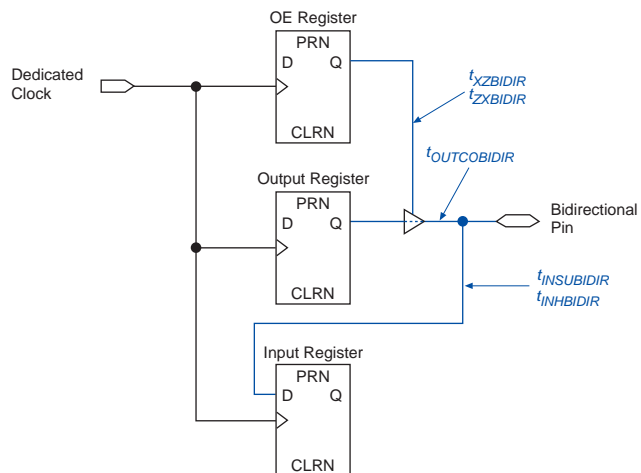 OE Register
PRN
D Q
CLRN
Dedicated
Clock
tXZBIDIR
tZXBIDIR
tOUTCOBIDIR
Output Register
PRN
D Q
CLRN
Bidirectional
Pin
tINSUBIDIR
tINHBIDIR
Input Register
PRN
D Q
CLRN